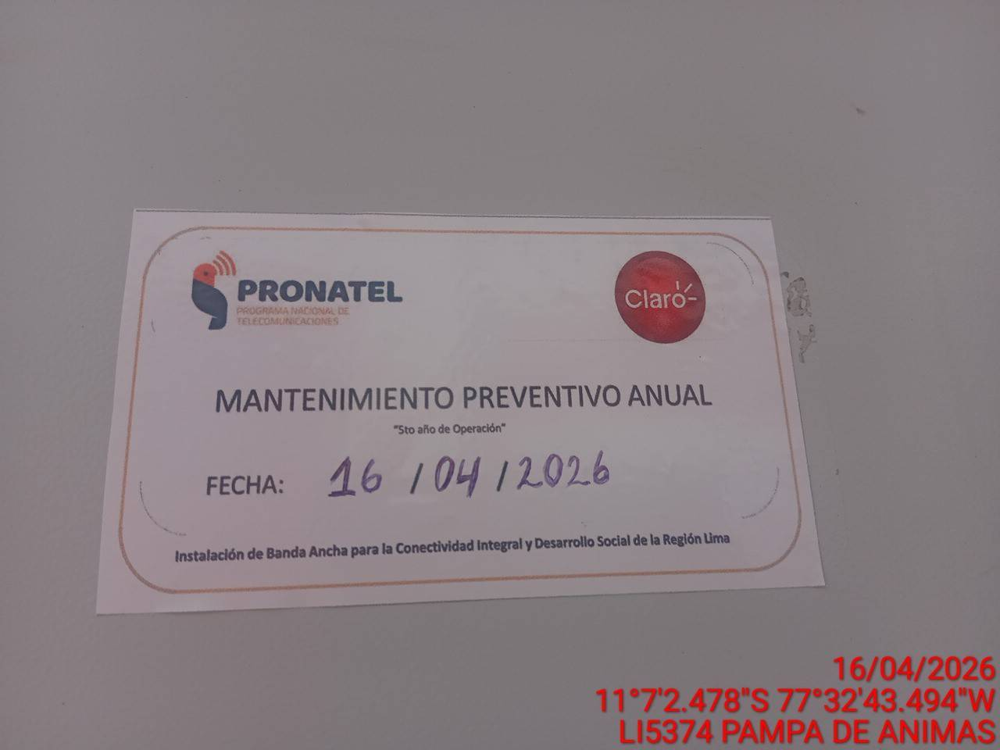 PRONATEL
PROGRAMA NACIONAL DE
TELECOMUNICACIONES
Claro
MANTENIMIENTO PREVENTIVO ANUAL
"5to año de Operación"
FECHA: 16 / 04 / 2026
Instalación de Banda Ancha para la Conectividad Integral y Desarrollo Social de la Región Lima
16/04/2026
11°7'2.478"S 77°32'43.494"W
LI5374 PAMPA DE ANIMAS